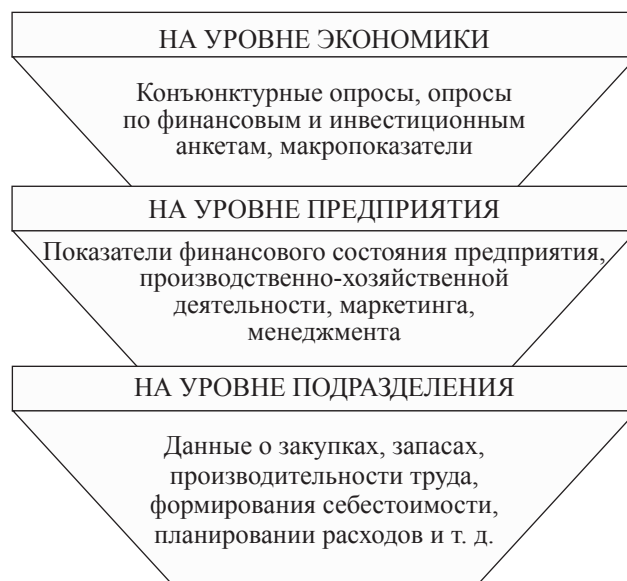 НА УРОВНЕ ЭКОНОМИКИ
Конъюнктурные опросы, опросы
по финансовым и инвестиционным
анкетам, макропоказатели
НА УРОВНЕ ПРЕДПРИЯТИЯ
Показатели финансового состояния предприятия,
производственно-хозяйственной
деятельности, маркетинга,
менеджмента
НА УРОВНЕ ПОДРАЗДЕЛЕНИЯ
Данные о закупках, запасах,
производительности труда,
формирования себестоимости,
планировании расходов и т. д.